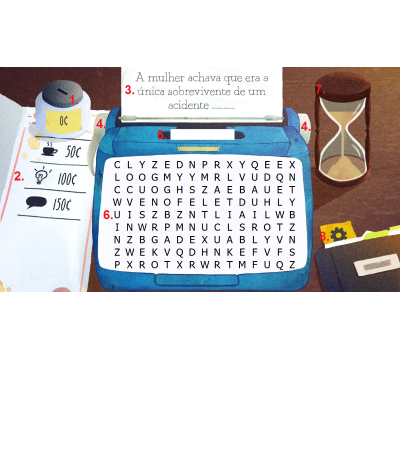 A mulher achava que era a
3. única sobrevivente de um
acidente ____
1.
0¢
7.
4.
4.
5.
50¢
2.
100¢
150¢
C L Y Z E D N P R X Y Q E E X
L O O G M Y Y M R L V U D Q N
C C U O G H S Z A E B A U E T
W V E N O F E L E T D U H L Y
6. U I S Z B Z N T L I A I L W B
I N W R P M N U C L S R O T Z
N Z B G A D E X U A B L Y V N
Z W E K V Q D H N K E F V F S
P X R O T X R W R T M F U Q Z
8.